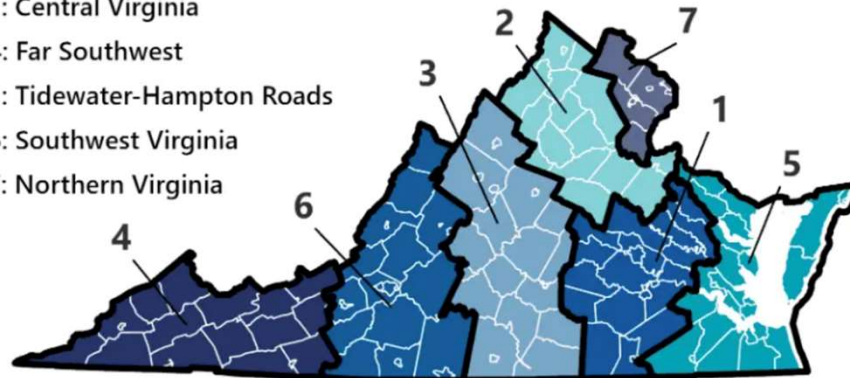 : Central Virginia
: Far Southwest
: Tidewater-Hampton Roads
: Southwest Virginia
: Northern Virginia
2
7
3
1
5
6
4